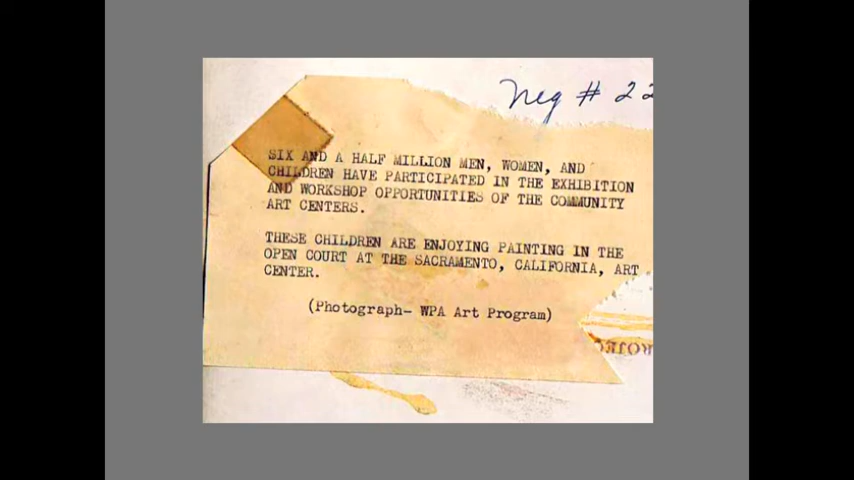 Neg # 22
SIX AND A HALF MILLION MEN, WOMEN, AND
CHILDREN HAVE PARTICIPATED IN THE EXHIBITION
AND WORKSHOP OPPORTUNITIES OF THE COMMUNITY
ART CENTERS.
THESE CHILDREN ARE ENJOYING PAINTING IN THE
OPEN COURT AT THE SACRAMENTO, CALIFORNIA, ART
CENTER.
(Photograph- WPA Art Program)